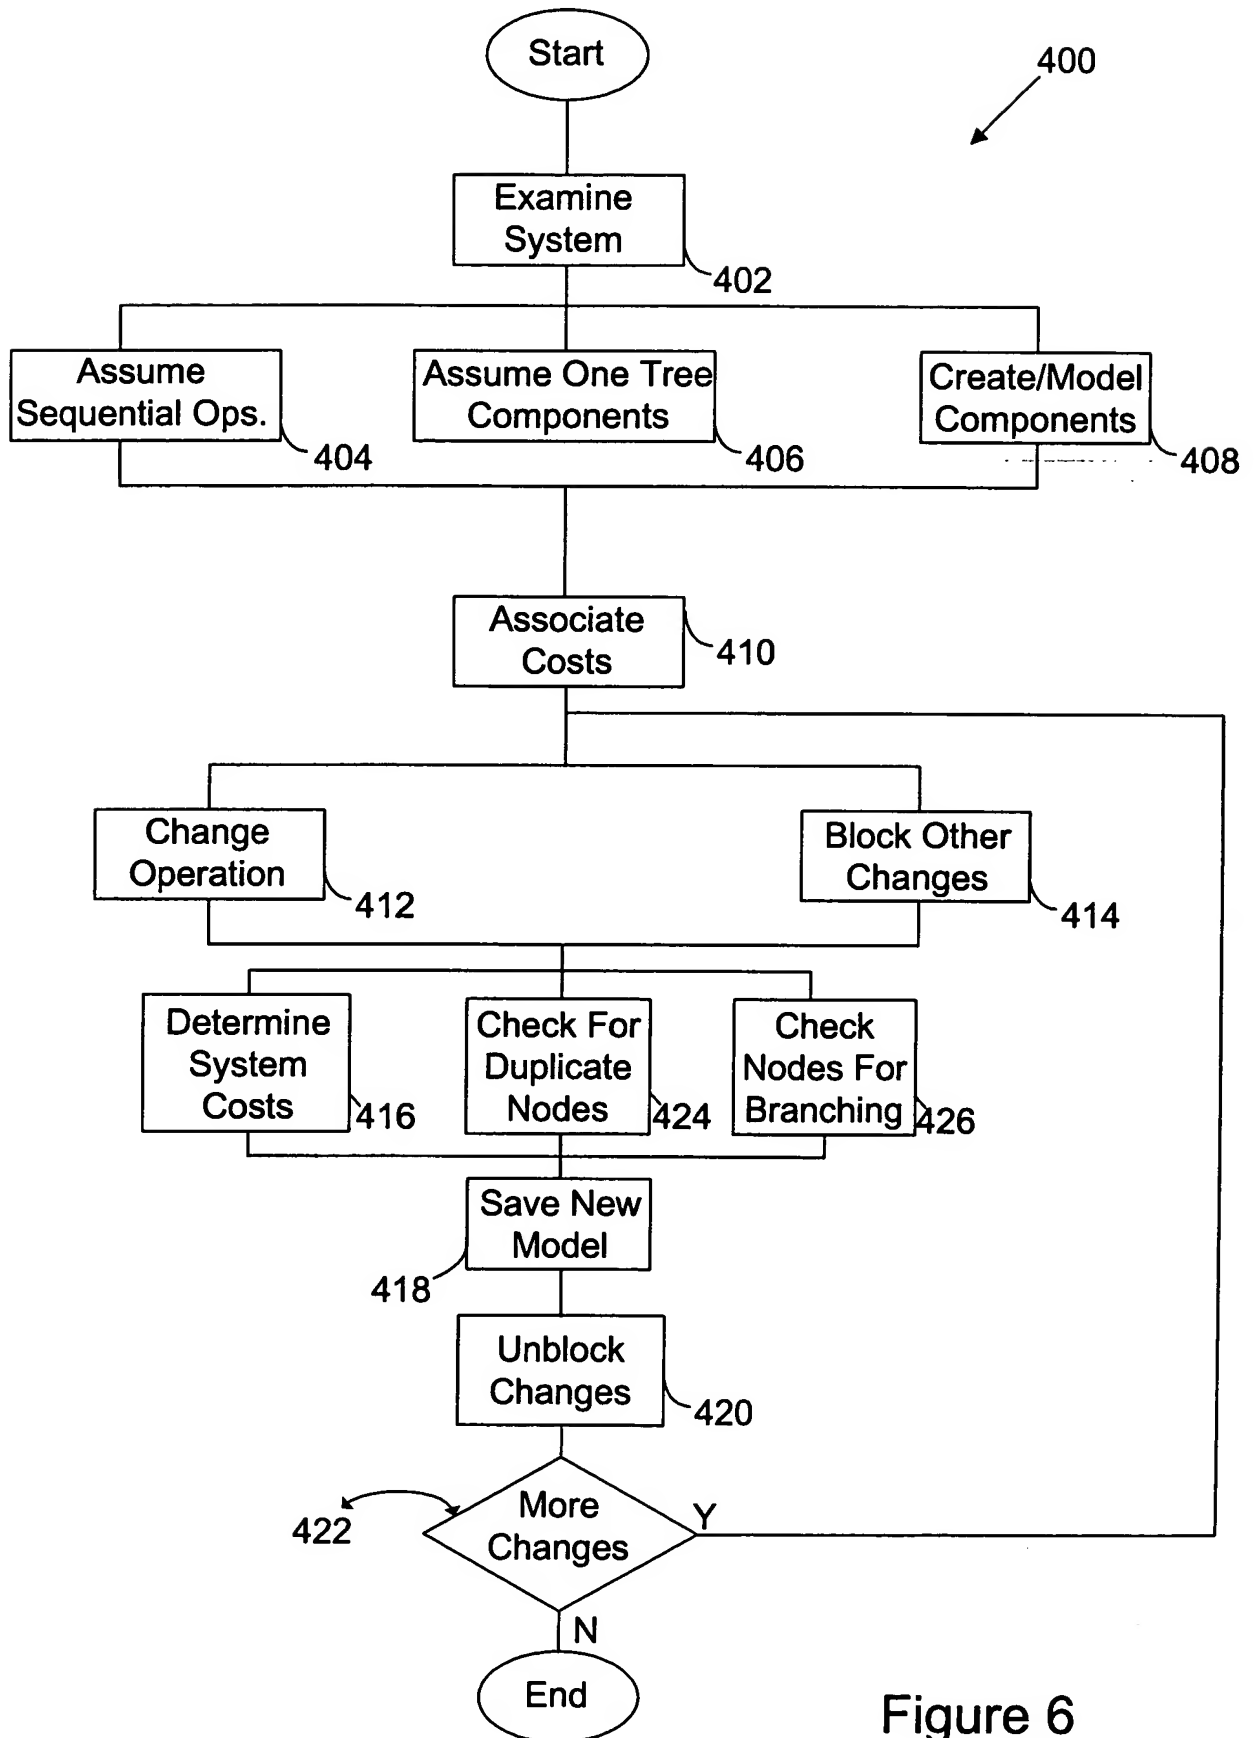 Start
400
Examine
System
402
Assume
Sequential Ops.
404
Assume One Tree
Components
406
Create/Model
Components
408
Associate
Costs
410
Change
Operation
412
Block Other
Changes
414
Determine
System
Costs
416
Check For
Duplicate
Nodes
424
Check
Nodes For
Branching
426
Save New
Model
418
Unblock
Changes
420
More
Changes
422
Y
N
End
Figure 6